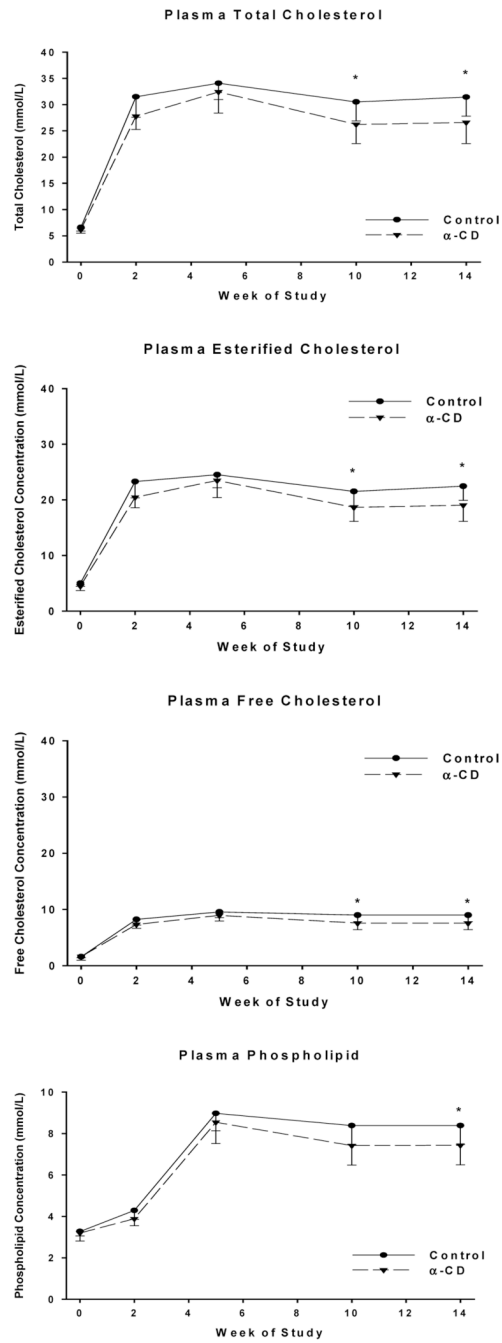 Plasma Total Cholesterol
Total Cholesterol (mmol/L)
40
35
30
25
20
15
10
5
0
* *
Control
α-CD
0 2 4 6 8 10 12 14
Week of Study
Plasma Esterified Cholesterol
Esterified Cholesterol Concentration (mmol/L)
40
30
20
10
0
Control
α-CD
* *
0 2 4 6 8 10 12 14
Week of Study
Plasma Free Cholesterol
Free Cholesterol Concentration (mmol/L)
40
30
20
10
0
Control
α-CD
* *
0 2 4 6 8 10 12 14
Week of Study
Plasma Phospholipid
Phospholipid Concentration (mmol/L)
10
8
6
4
2
0
*
Control
α-CD
0 2 4 6 8 10 12 14
Week of Study